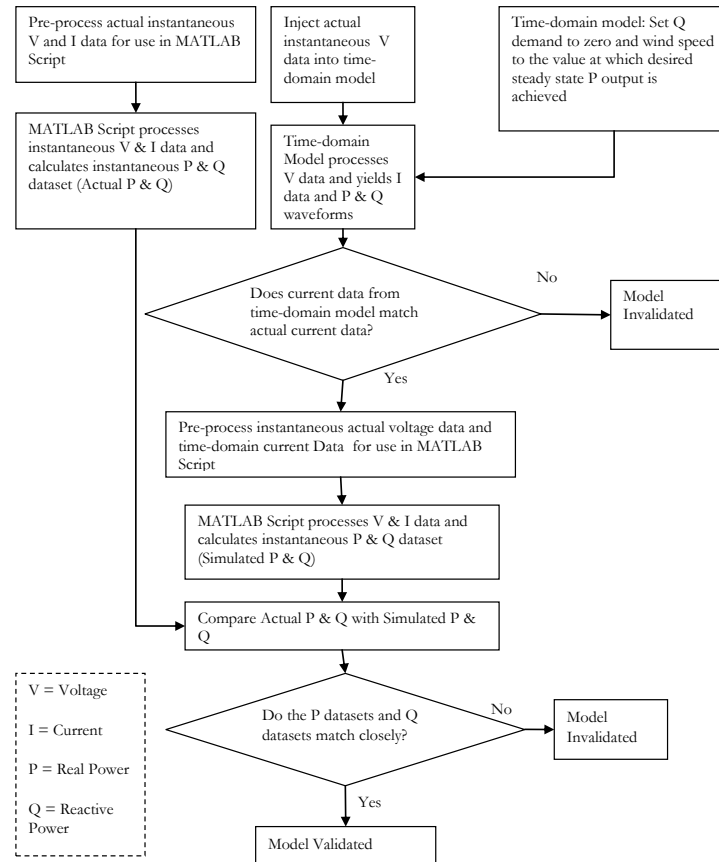 Pre-process actual instantaneous
V and I data for use in MATLAB
Script
Inject actual
instantaneous V
data into time-
domain model
Time-domain model: Set Q
demand to zero and wind speed
to the value at which desired
steady state P output is
achieved
MATLAB Script processes
instantaneous V & I data and
calculates instantaneous P & Q
dataset (Actual P & Q)
Time-domain
Model processes
V data and yields I
data and P & Q
waveforms
Does current data from
time-domain model match
actual current data?
No
Model
Invalidated
Yes
Pre-process instantaneous actual voltage data and
time-domain current Data for use in MATLAB
Script
MATLAB Script processes V & I data and
calculates instantaneous P & Q dataset
(Simulated P & Q)
Compare Actual P & Q with Simulated P &
Q
V = Voltage
I = Current
P = Real Power
Q = Reactive
Power
Do the P datasets and Q
datasets match closely?
No
Model
Invalidated
Yes
Model Validated